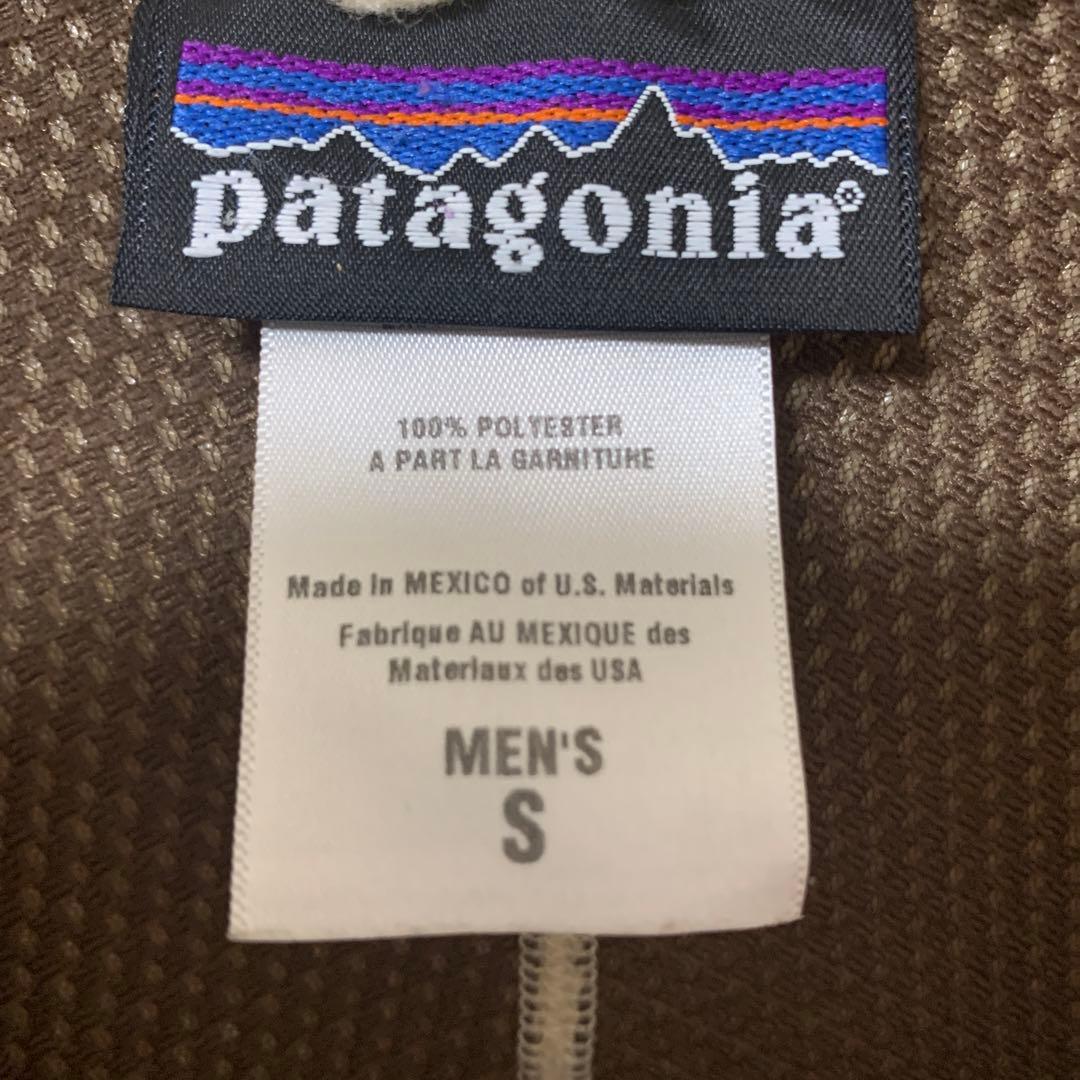 patagonia®
100% POLYESTER
A PART LA GARNITURE
Made in MEXICO of U.S. Materials
Fabrique AU MEXIQUE des
Materiaux des USA
MEN'S
S